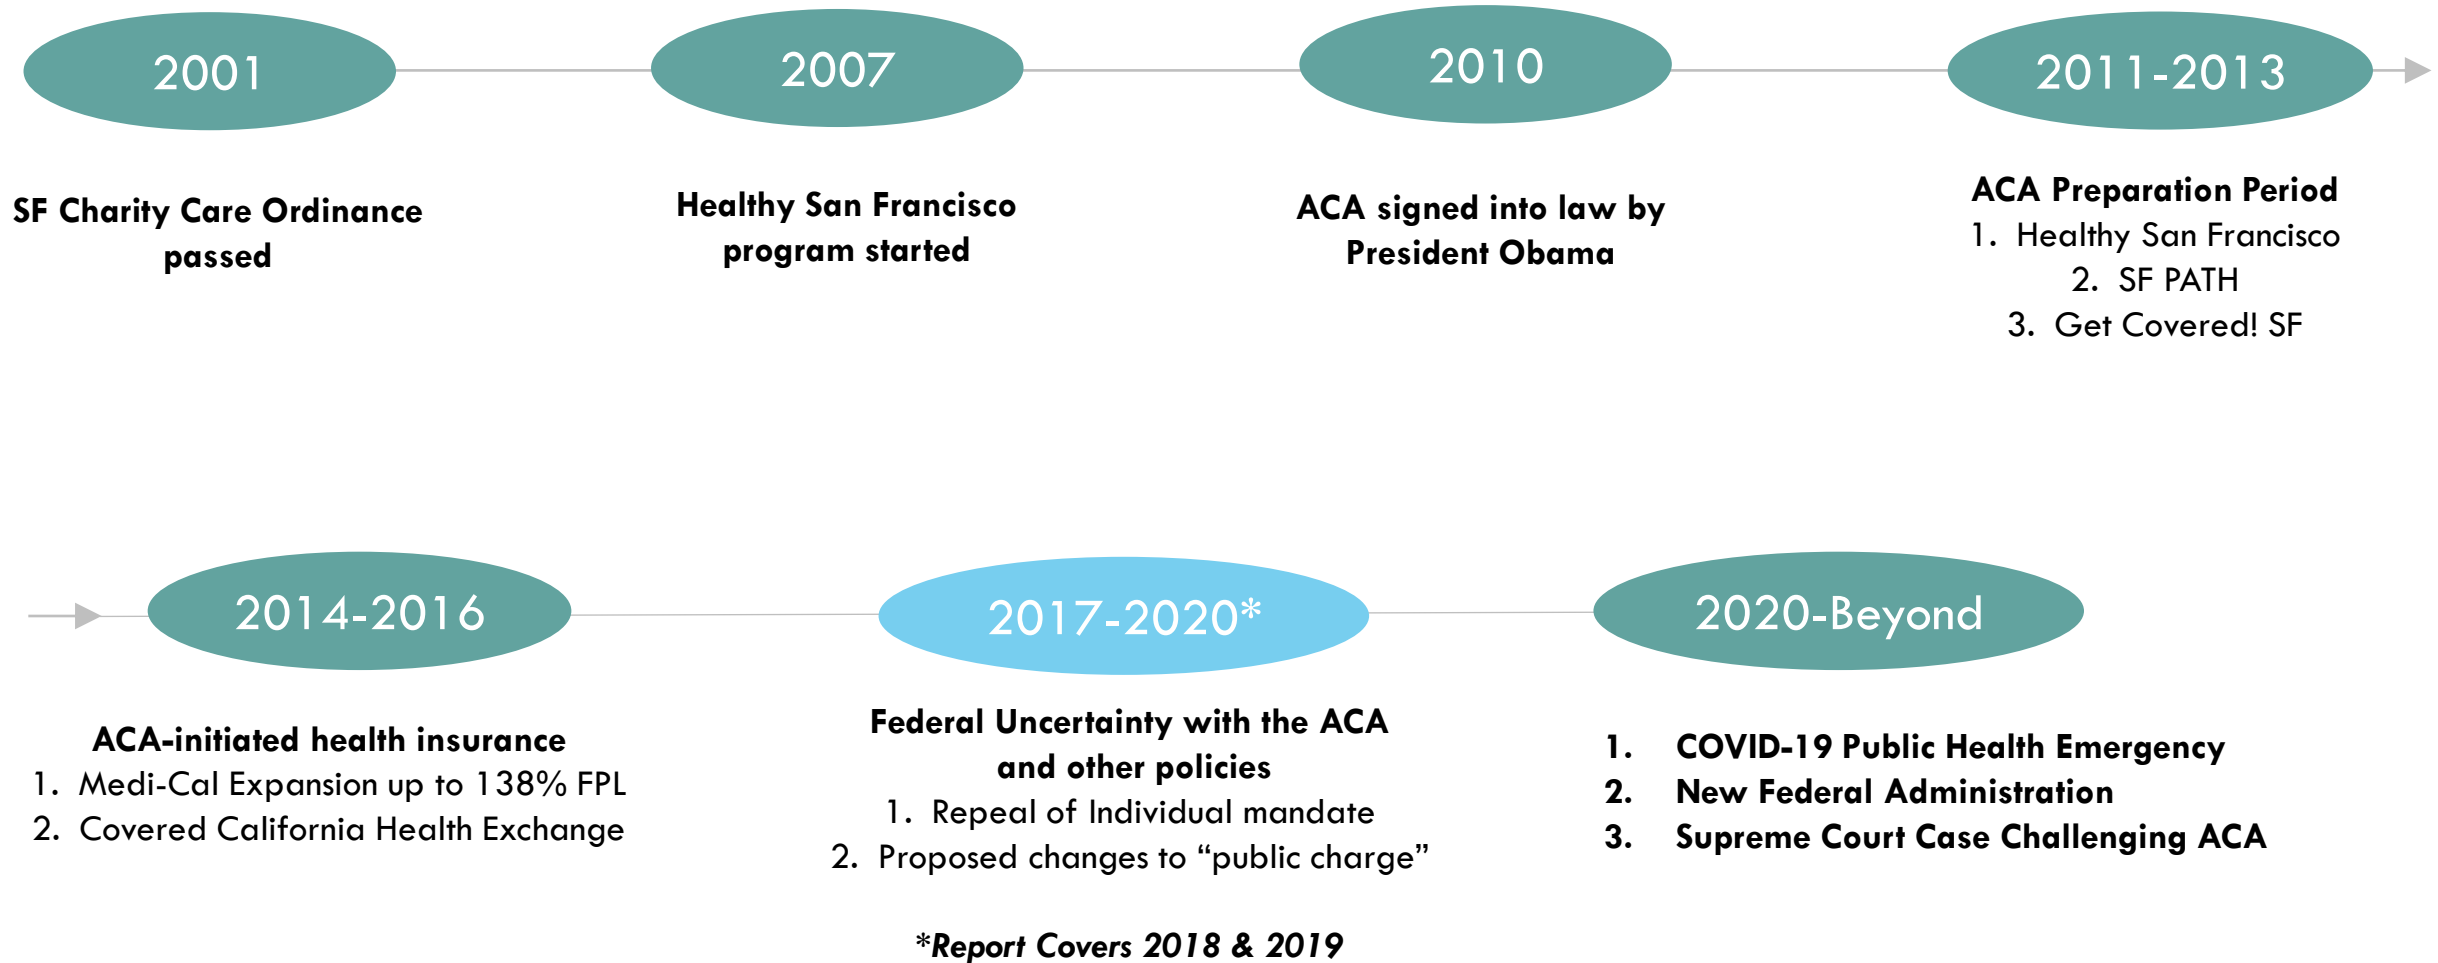 2001
SF Charity Care Ordinance
passed
2007
Healthy San Francisco
program started
2010
ACA signed into law by
President Obama
2011-2013
ACA Preparation Period
1. Healthy San Francisco
2. SF PATH
3. Get Covered! SF
2014-2016
ACA-initiated health insurance
1. Medi-Cal Expansion up to 138% FPL
2. Covered California Health Exchange
2017-2020*
Federal Uncertainty with the ACA
and other policies
1. Repeal of Individual mandate
2. Proposed changes to “public charge”
*Report Covers 2018 & 2019
2020-Beyond
1. COVID-19 Public Health Emergency
2. New Federal Administration
3. Supreme Court Case Challenging ACA